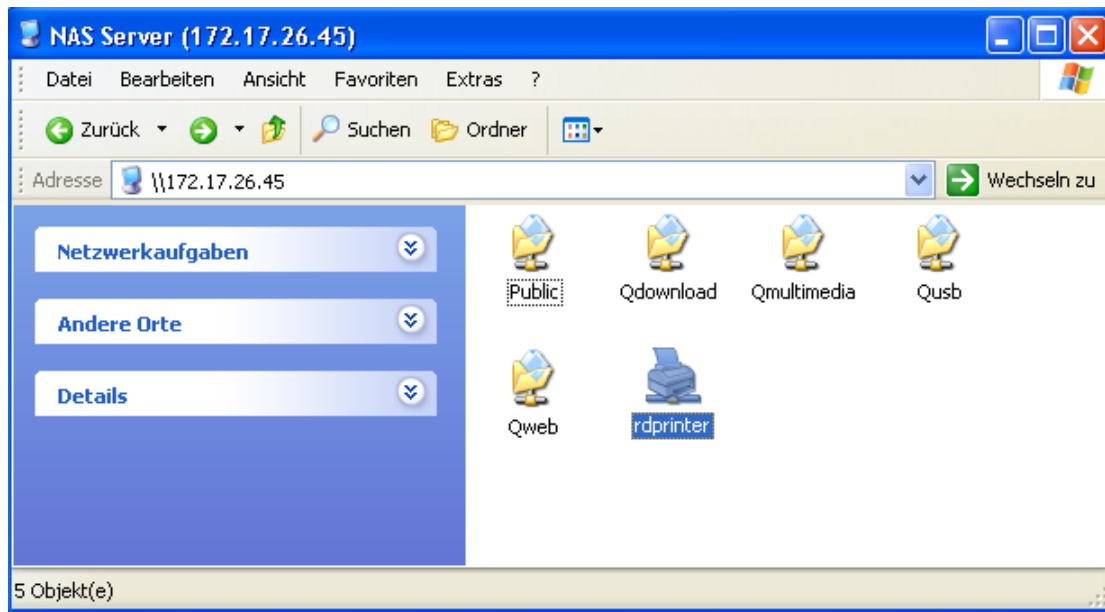 NAS Server (172.17.26.45)
Datei Bearbeiten Ansicht Favoriten Extras ?
Zurück Suchen Ordner
Adresse \\172.17.26.45 Wechseln zu
Netzwerkaufgaben
Andere Orte
Details
Public Qdownload Qmultimedia Qusb
Qweb rdprinter
5 Objekt(e)